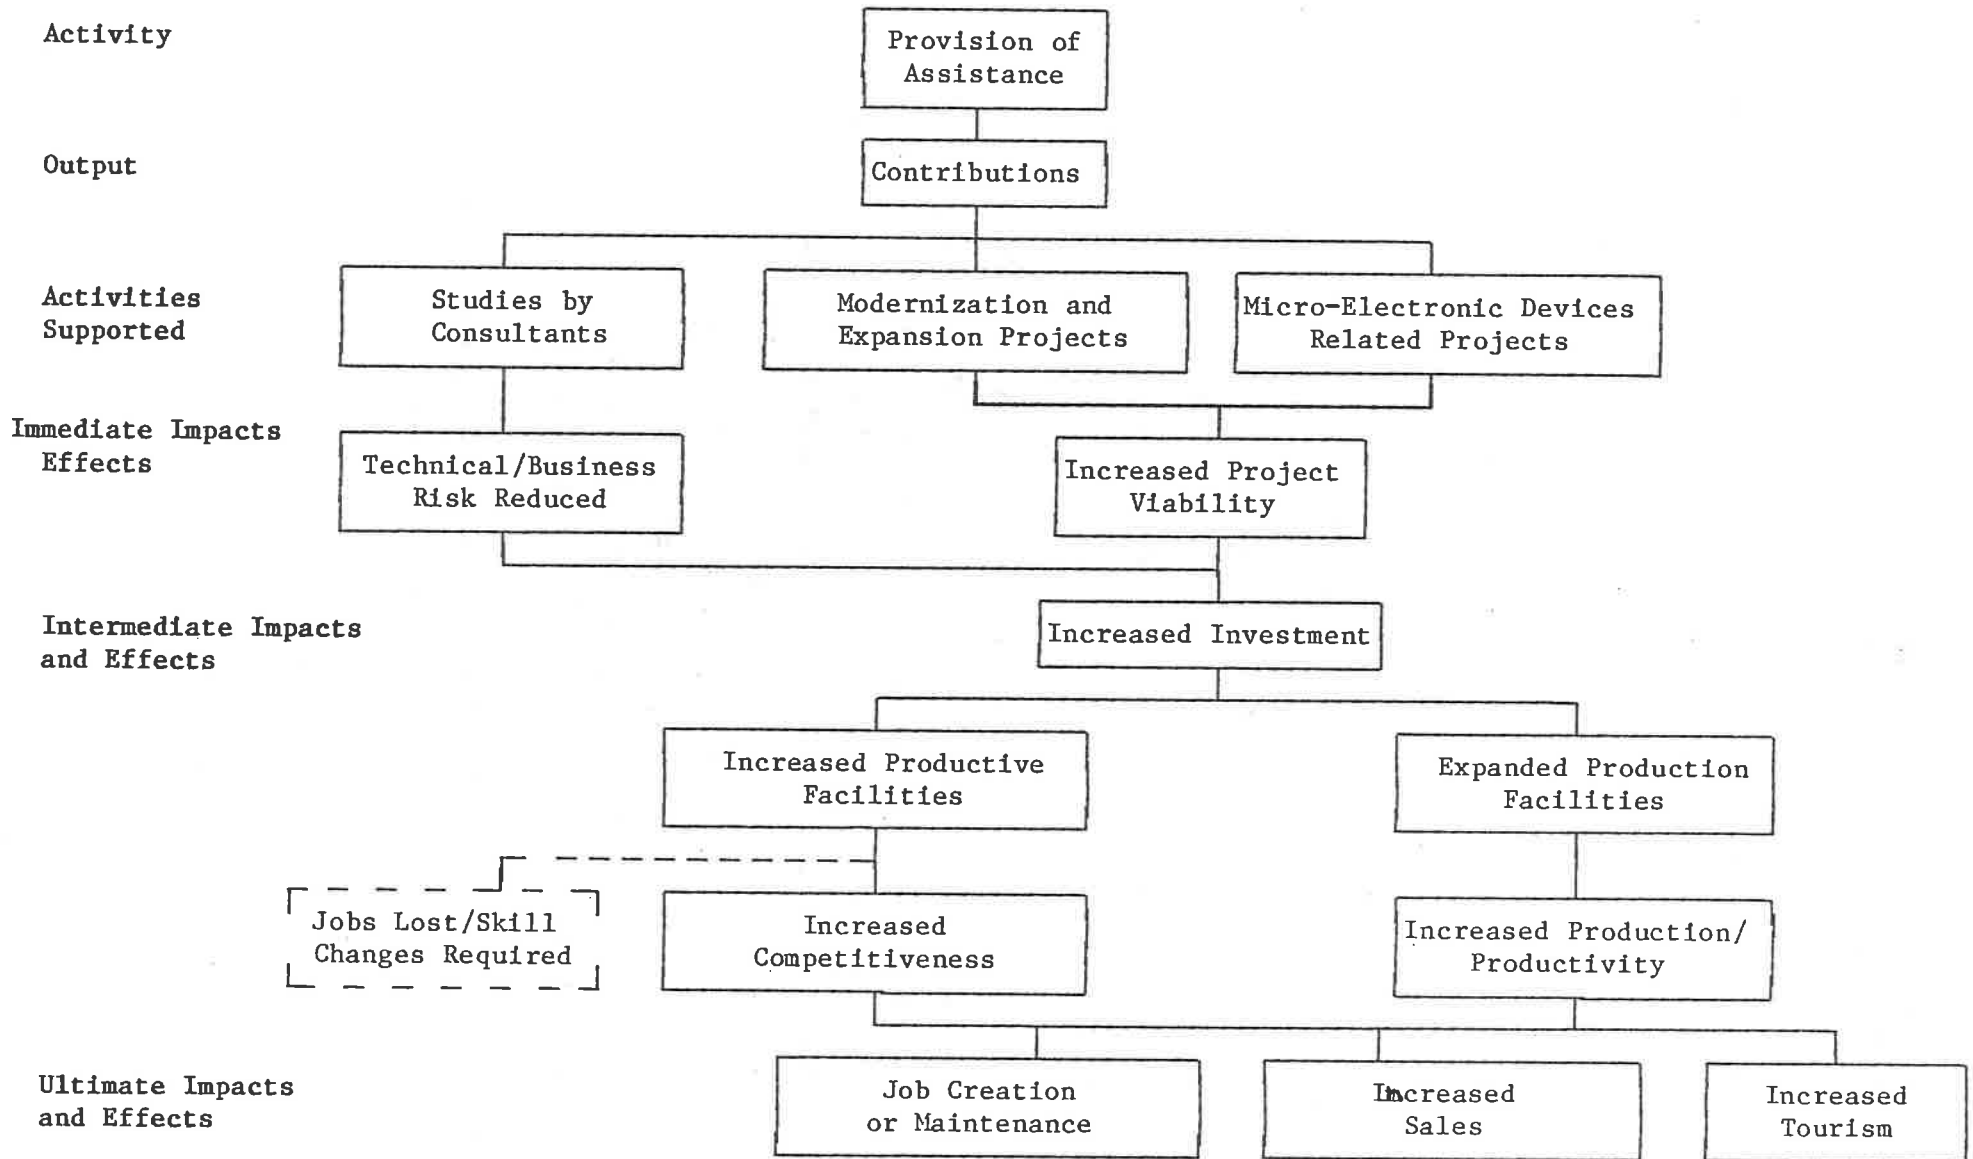 Activity
Provision of
Assistance
Output
Contributions
Activities
Supported
Studies by
Consultants
Modernization and
Expansion Projects
Micro-Electronic Devices
Related Projects
Immediate Impacts
Effects
Technical/Business
Risk Reduced
Increased Project
Viability
Intermediate Impacts
and Effects
Increased Investment
Increased Productive
Facilities
Expanded Production
Facilities
Jobs Lost/Skill
Changes Required
Increased
Competitiveness
Increased Production/
Productivity
Ultimate Impacts
and Effects
Job Creation
or Maintenance
Increased
Sales
Increased
Tourism